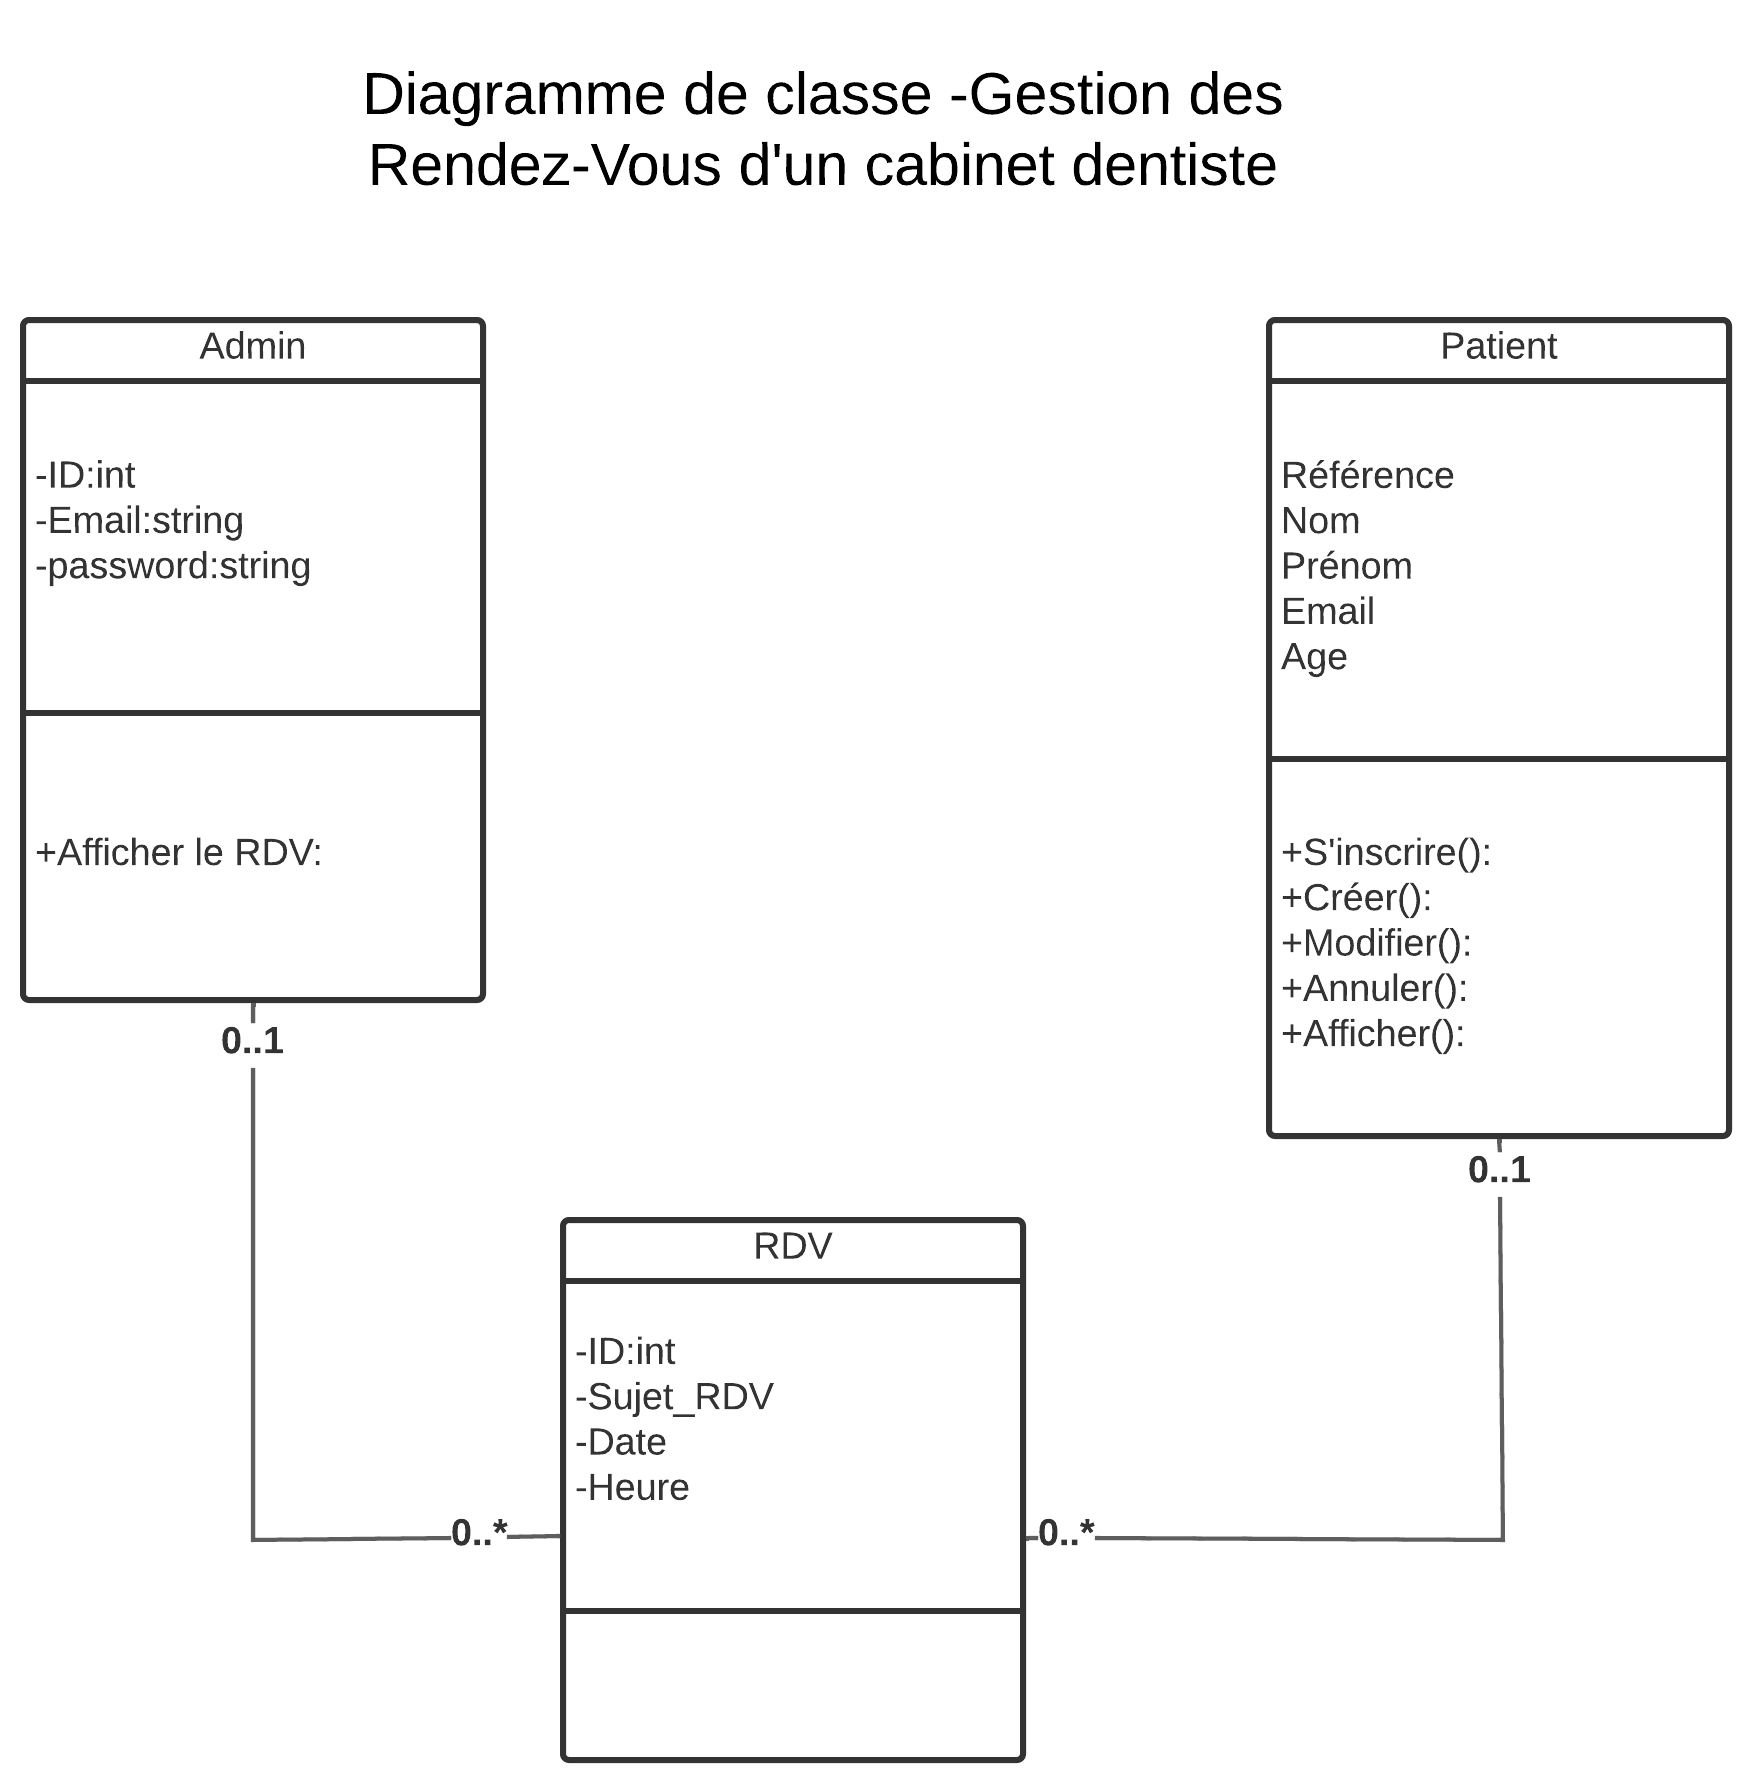 Diagramme de classe -Gestion des
Rendez-Vous d'un cabinet dentiste
Admin
-ID:int
-Email:string
-password:string
+Afficher le RDV:
0..1
Patient
Référence
Nom
Prénom
Email
Age
+S'inscrire():
+Créer():
+Modifier():
+Annuler():
+Afficher():
0..1
RDV
-ID:int
-Sujet_RDV
-Date
-Heure
0..*
0..*